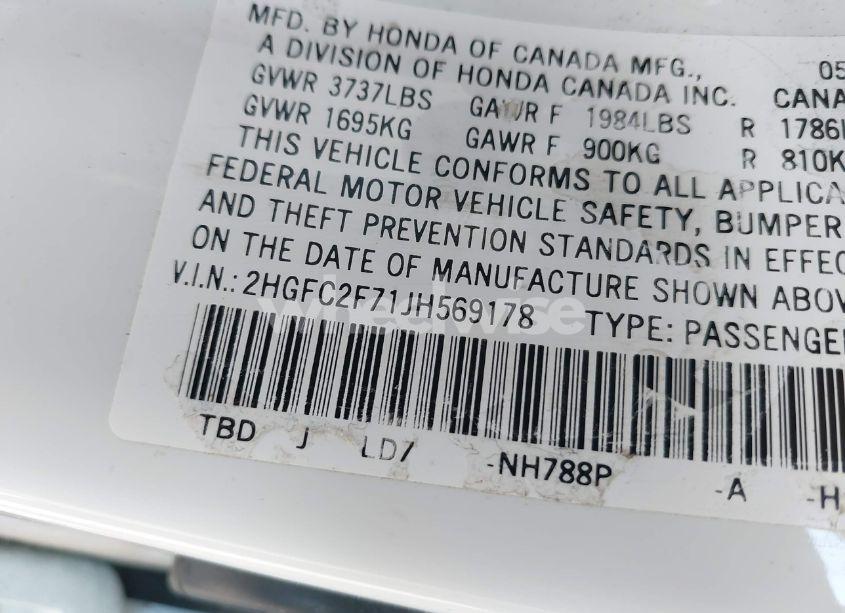 MFD. BY HONDA OF CANADA MFG., 05
A DIVISION OF HONDA CANADA INC. CANA
GVWR 3737LBS GAWR F 1984LBS R 1786
GVWR 1695KG GAWR F 900KG R 810K
THIS VEHICLE CONFORMS TO ALL APPLICA
FEDERAL MOTOR VEHICLE SAFETY, BUMPER
AND THEFT PREVENTION STANDARDS IN EFFEC
ON THE DATE OF MANUFACTURE SHOWN ABOV
V.I.N.: 2HGFC2F71JH569178 TYPE: PASSENGE
wheelwise
TBD J LD7 -NH788P -A -H